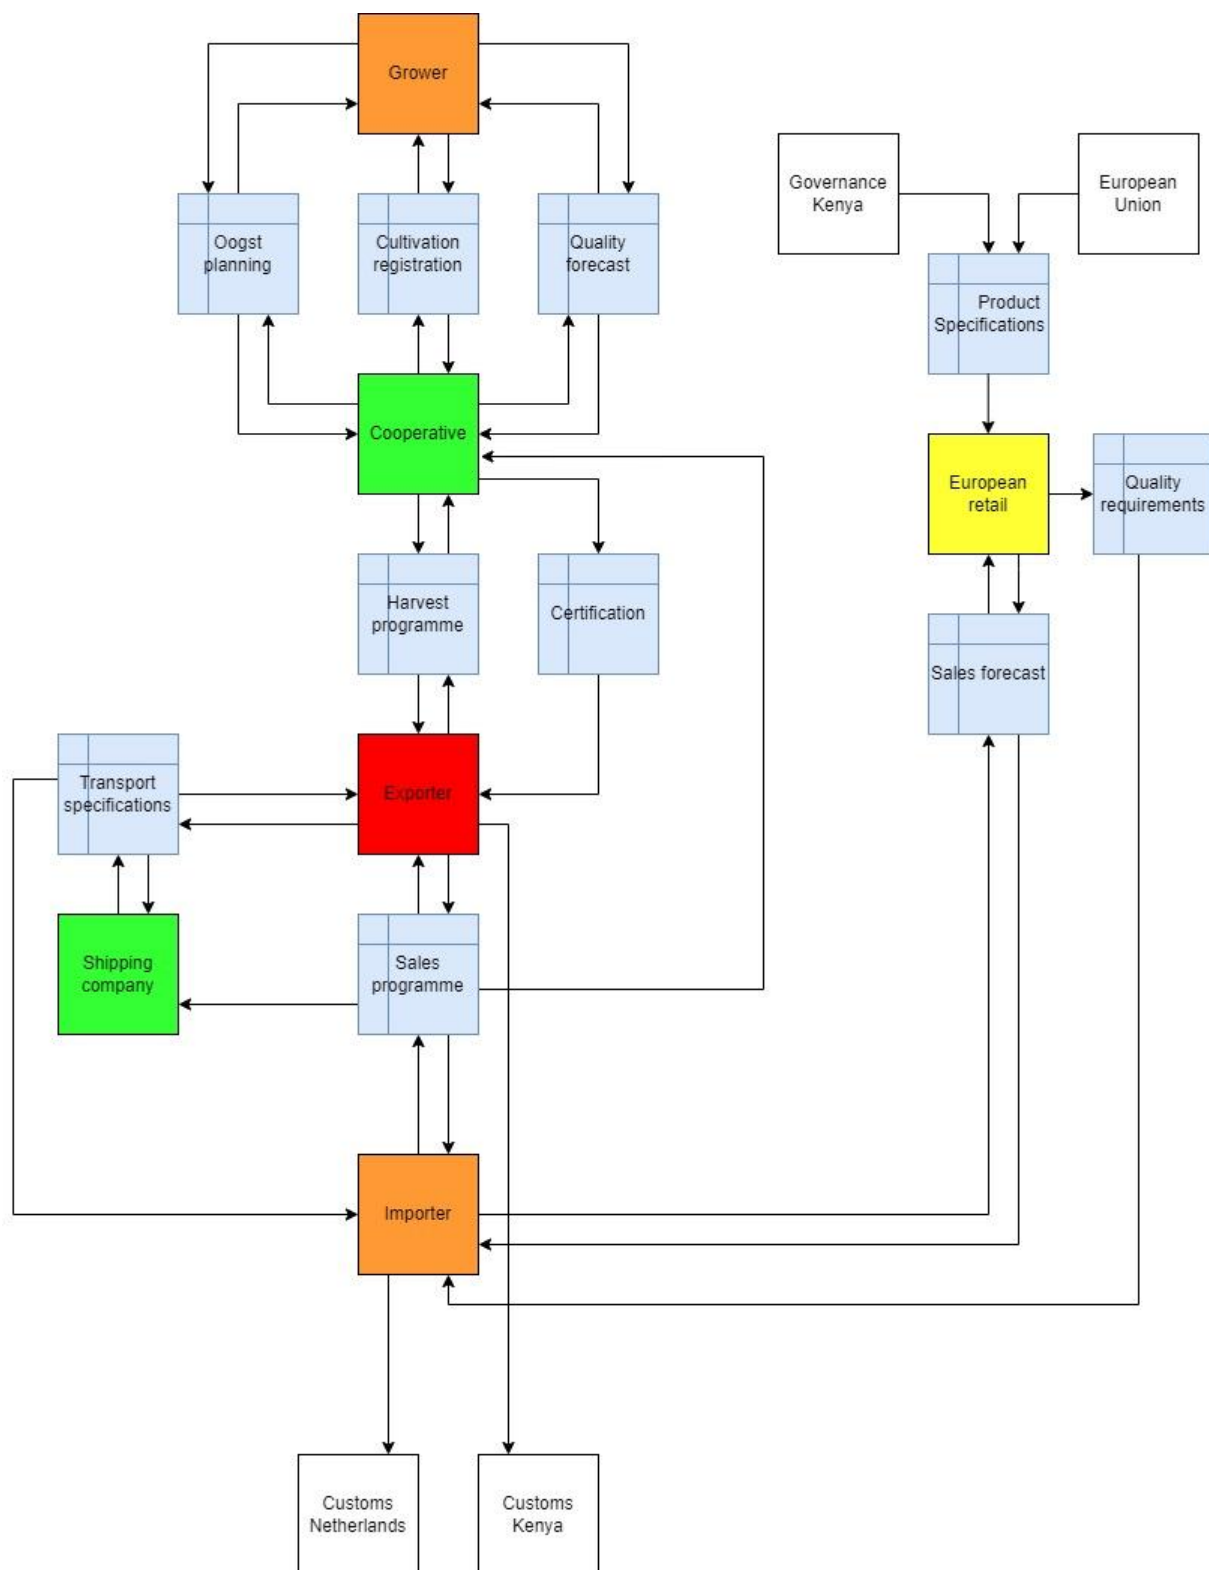 Grower
Governance
Kenya
European
Union
Oogst
planning
Cultivation
registration
Quality
forecast
Product
Specifications
Cooperative
European
retail
Quality
requirements
Harvest
programme
Certification
Sales forecast
Transport
specifications
Exporter
Shipping
company
Sales
programme
Importer
Customs
Netherlands
Customs
Kenya